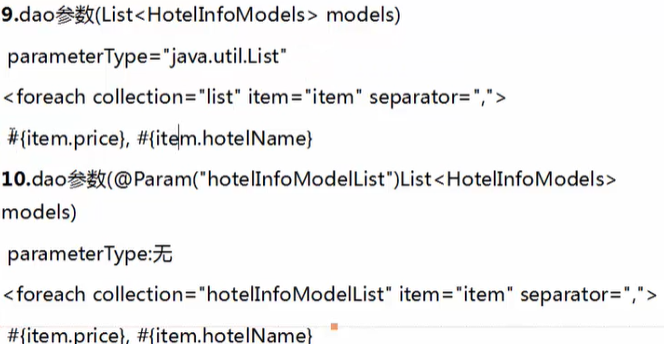 9.dao参数(List<HotelInfoModels> models)
parameterType="java.util.List"
<foreach collection="list" item="item" separator=",">
#{item.price}, #{item.hotelName}
10.dao参数(@Param("hotelInfoModelList")List<HotelInfoModels>
models)
parameterType:无
<foreach collection="hotelInfoModelList" item="item" separator=",">
#{item.price}, #{item.hotelName}